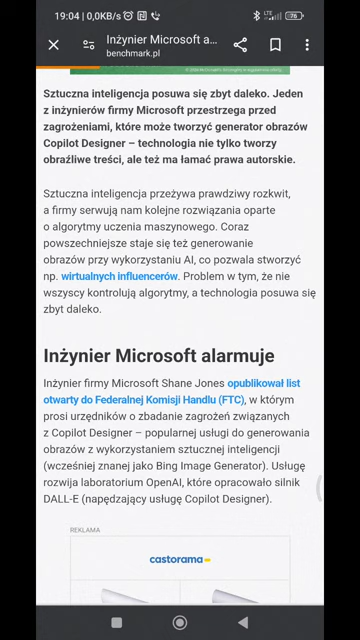 19:04 | 0,0KB/s
LTE 76
Inżynier Microsoft a...
benchmark.pl
Sztuczna inteligencja posuwa się zbyt daleko. Jeden
z inżynierów firmy Microsoft przestrzega przed
zagrożeniami, które może tworzyć generator obrazów
Copilot Designer – technologia nie tylko tworzy
obraźliwe treści, ale też ma łamać prawa autorskie.
Sztuczna inteligencja przeżywa prawdziwy rozkwit,
a firmy serwują nam kolejne rozwiązania oparte
o algorytmy uczenia maszynowego. Coraz
powszechniejsze staje się też generowanie
obrazów przy wykorzystaniu AI, co pozwala stworzyć
np. wirtualnych influencerów. Problem w tym, że nie
wszyscy kontrolują algorytmy, a technologia posuwa się
zbyt daleko.
Inżynier Microsoft alarmuje
Inżynier firmy Microsoft Shane Jones opublikował list
otwarty do Federalnej Komisji Handlu (FTC), w którym
prosi urzędników o zbadanie zagrożeń związanych
z Copilot Designer – popularnej usługi do generowania
obrazów z wykorzystaniem sztucznej inteligencji
(wcześniej znanej jako Bing Image Generator). Usługę
rozwija laboratorium OpenAI, które opracowało silnik
DALL-E (napędzający usługę Copilot Designer).
REKLAMA
castorama